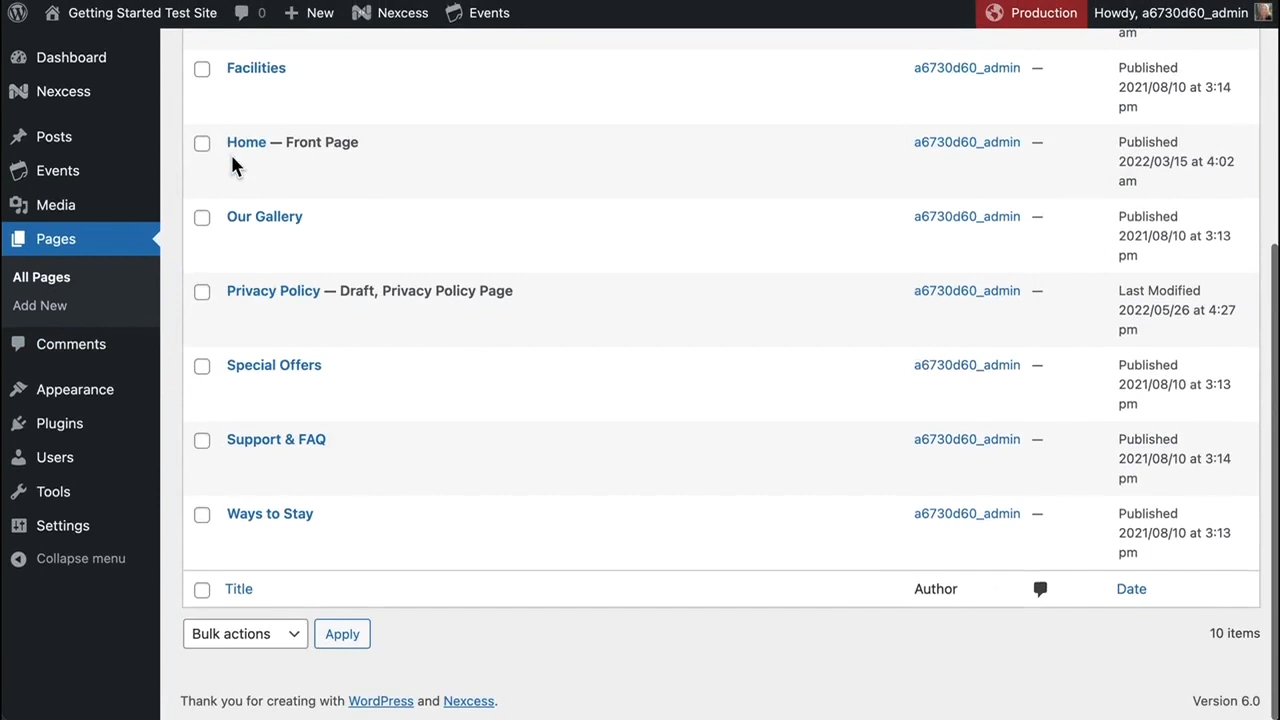 Getting Started Test Site 0 New Nexcess Events Production Howdy, a6730d60_admin
Dashboard
Nexcess
Posts
Events
Media
Pages
All Pages
Add New
Comments
Appearance
Plugins
Users
Tools
Settings
Collapse menu
am
Facilities a6730d60_admin — Published
2021/08/10 at 3:14
pm
Home — Front Page a6730d60_admin — Published
2022/03/15 at 4:02
am
Our Gallery a6730d60_admin — Published
2021/08/10 at 3:13
pm
Privacy Policy — Draft, Privacy Policy Page a6730d60_admin — Last Modified
2022/05/26 at 4:27
pm
Special Offers a6730d60_admin — Published
2021/08/10 at 3:13
pm
Support & FAQ a6730d60_admin — Published
2021/08/10 at 3:14
pm
Ways to Stay a6730d60_admin — Published
2021/08/10 at 3:13
pm
Title Author Date
Bulk actions Apply 10 items
Thank you for creating with WordPress and Nexcess. Version 6.0